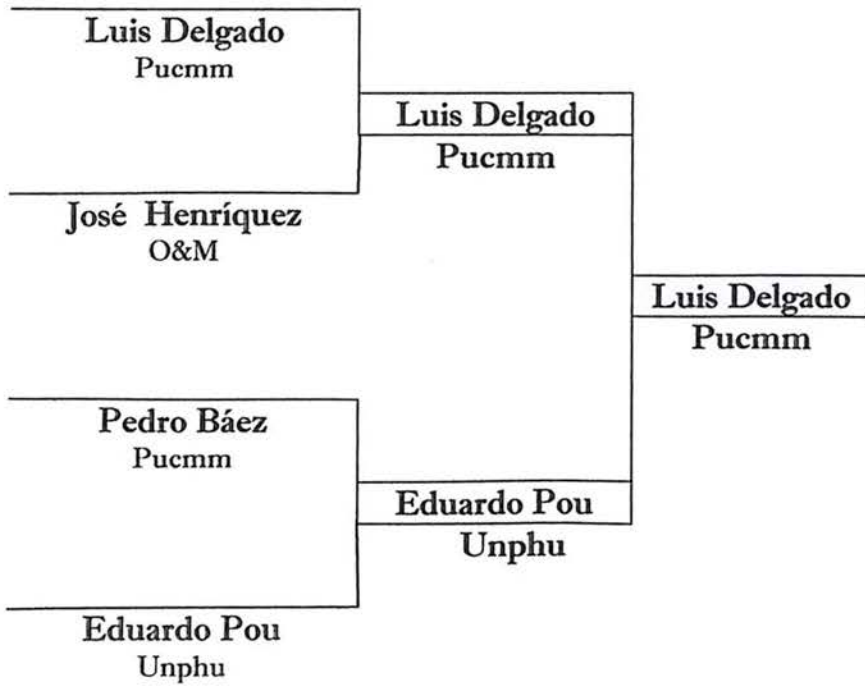 Luis Delgado
Pucmm
José Henríquez
O&M
Pedro Báez
Pucmm
Eduardo Pou
Unphu
Luis Delgado
Pucmm
Eduardo Pou
Unphu
Luis Delgado
Pucmm